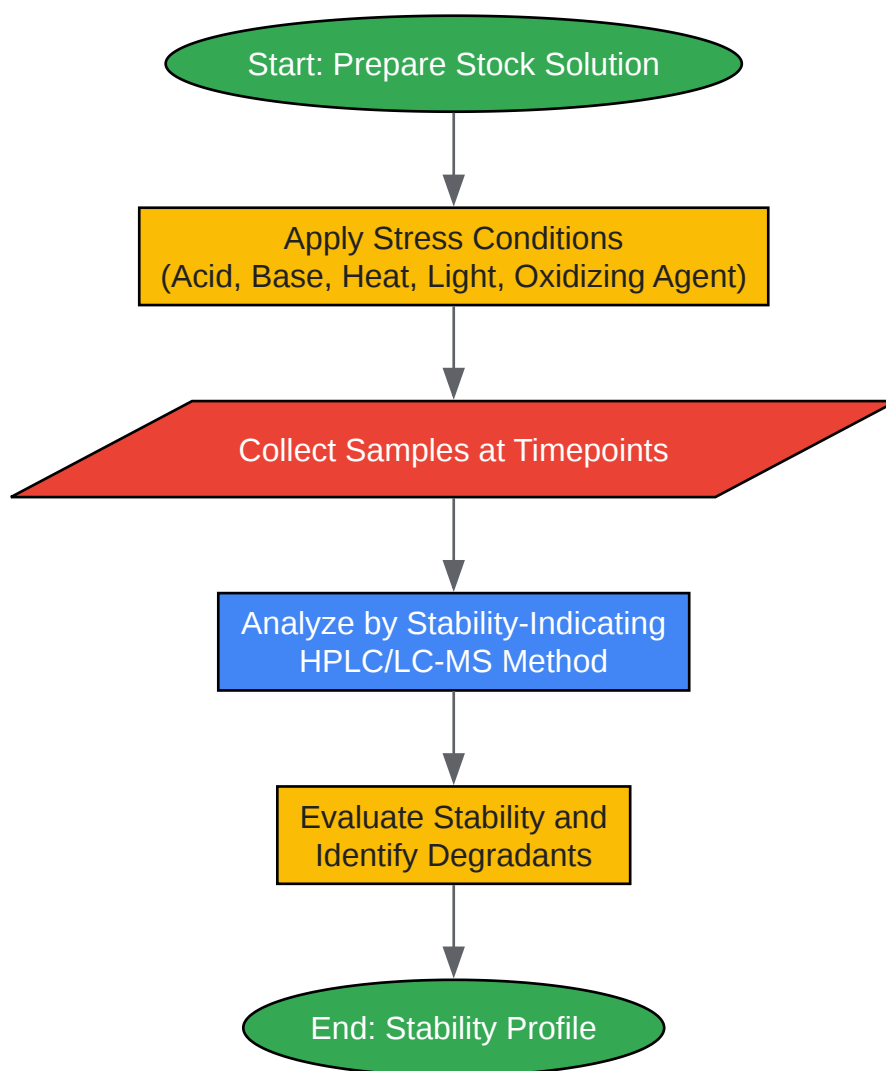 Start: Prepare Stock Solution
Apply Stress Conditions
(Acid, Base, Heat, Light, Oxidizing Agent)
Collect Samples at Timepoints
Analyze by Stability-Indicating
HPLC/LC-MS Method
Evaluate Stability and
Identify Degradants
End: Stability Profile